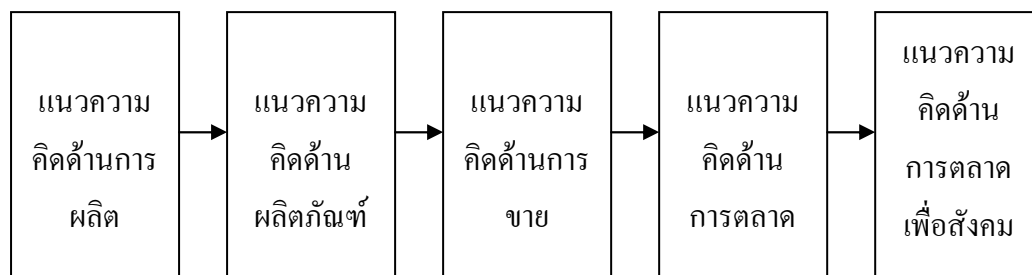 แนวความ
คิดด้านการ
ผลิต
แนวความ
คิดด้าน
ผลิตภัณฑ์
แนวความ
คิดด้านการ
ขาย
แนวความ
คิดด้าน
การตลาด
แนวความ
คิดด้าน
การตลาด
เพื่อสังคม